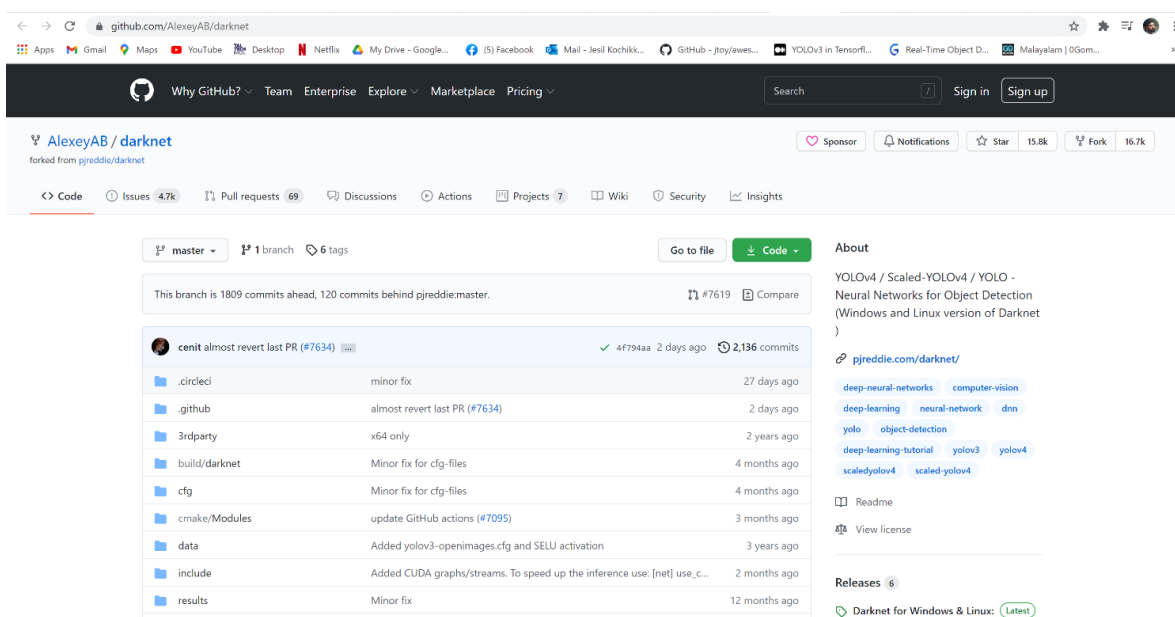 github.com/AlexeyAB/darknet
Apps Gmail Maps YouTube Desktop Netflix My Drive - Google... (5) Facebook Mail - Jesil Kochikk... GitHub - jtoy/awes... YOLOv3 in Tensorfl... Real-Time Object D... Malayalam | 0Gom...
Why GitHub? Team Enterprise Explore Marketplace Pricing Search / Sign in Sign up
AlexeyAB / darknet Sponsor Notifications Star 15.8k Fork 16.7k
forked from pjreddie/darknet
Code Issues 4.7k Pull requests 69 Discussions Actions Projects 7 Wiki Security Insights
master 1 branch 6 tags Go to file Code
This branch is 1809 commits ahead, 120 commits behind pjreddie:master. #7619 Compare
cenit almost revert last PR (#7634) ... 4f794aa 2 days ago 2,136 commits
.circleci minor fix 27 days ago
.github almost revert last PR (#7634) 2 days ago
3rdparty x64 only 2 years ago
build/darknet Minor fix for cfg-files 4 months ago
cfg Minor fix for cfg-files 4 months ago
cmake/Modules update GitHub actions (#7095) 3 months ago
data Added yolov3-openimages.cfg and SELU activation 3 years ago
include Added CUDA graphs/streams. To speed up the inference use: [net] use_c... 2 months ago
results Minor fix 12 months ago
About
YOLOv4 / Scaled-YOLOv4 / YOLO -
Neural Networks for Object Detection
(Windows and Linux version of Darknet
)
pjreddie.com/darknet/
deep-neural-networks computer-vision
deep-learning neural-network dnn
yolo object-detection
deep-learning-tutorial yolov3 yolov4
scaledyolov4 scaled-yolov4
Readme
View license
Releases 6
Darknet for Windows & Linux: Latest